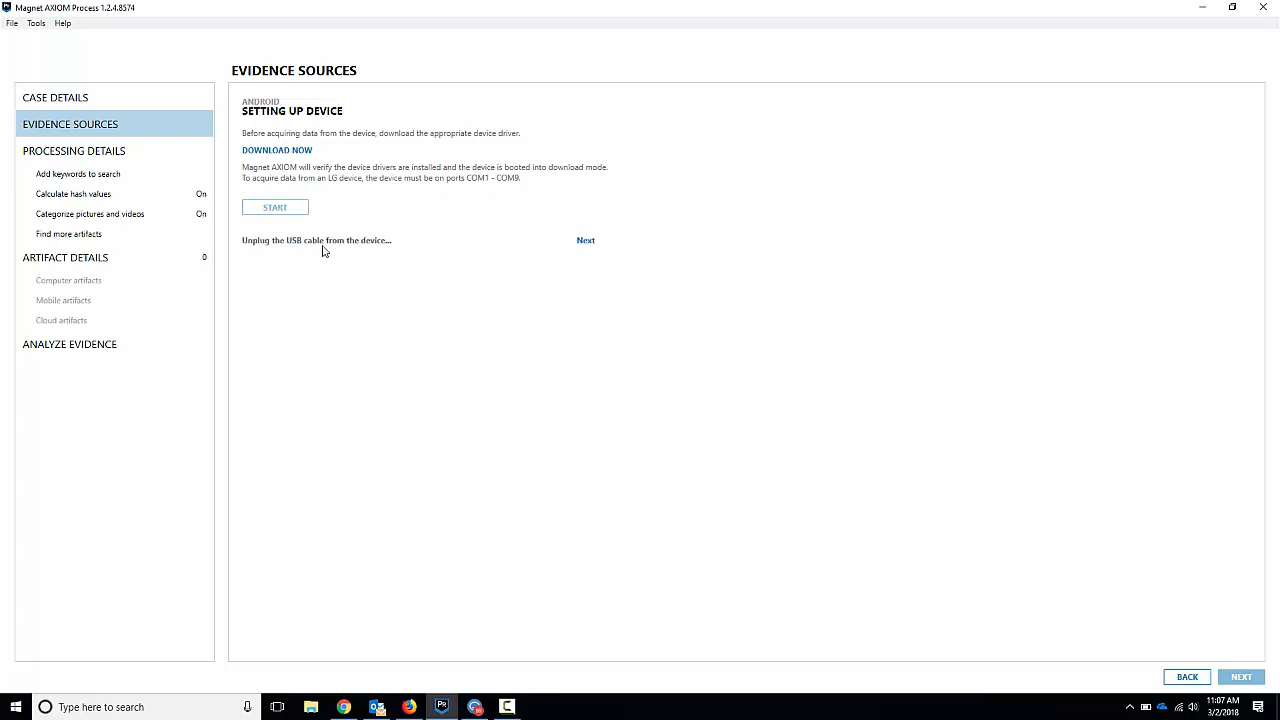 Magnet AXIOM Process 1.2.4.8574
File Tools Help
EVIDENCE SOURCES
CASE DETAILS
EVIDENCE SOURCES
PROCESSING DETAILS
Add keywords to search
Calculate hash values On
Categorize pictures and videos On
Find more artifacts
ARTIFACT DETAILS 0
Computer artifacts
Mobile artifacts
Cloud artifacts
ANALYZE EVIDENCE
ANDROID
SETTING UP DEVICE
Before acquiring data from the device, download the appropriate device driver.
DOWNLOAD NOW
Magnet AXIOM will verify the device drivers are installed and the device is booted into download mode.
To acquire data from an LG device, the device must be on ports COM1 - COM9.
START
Unplug the USB cable from the device... Next
BACK NEXT
Type here to search
11:07 AM
3/2/2018